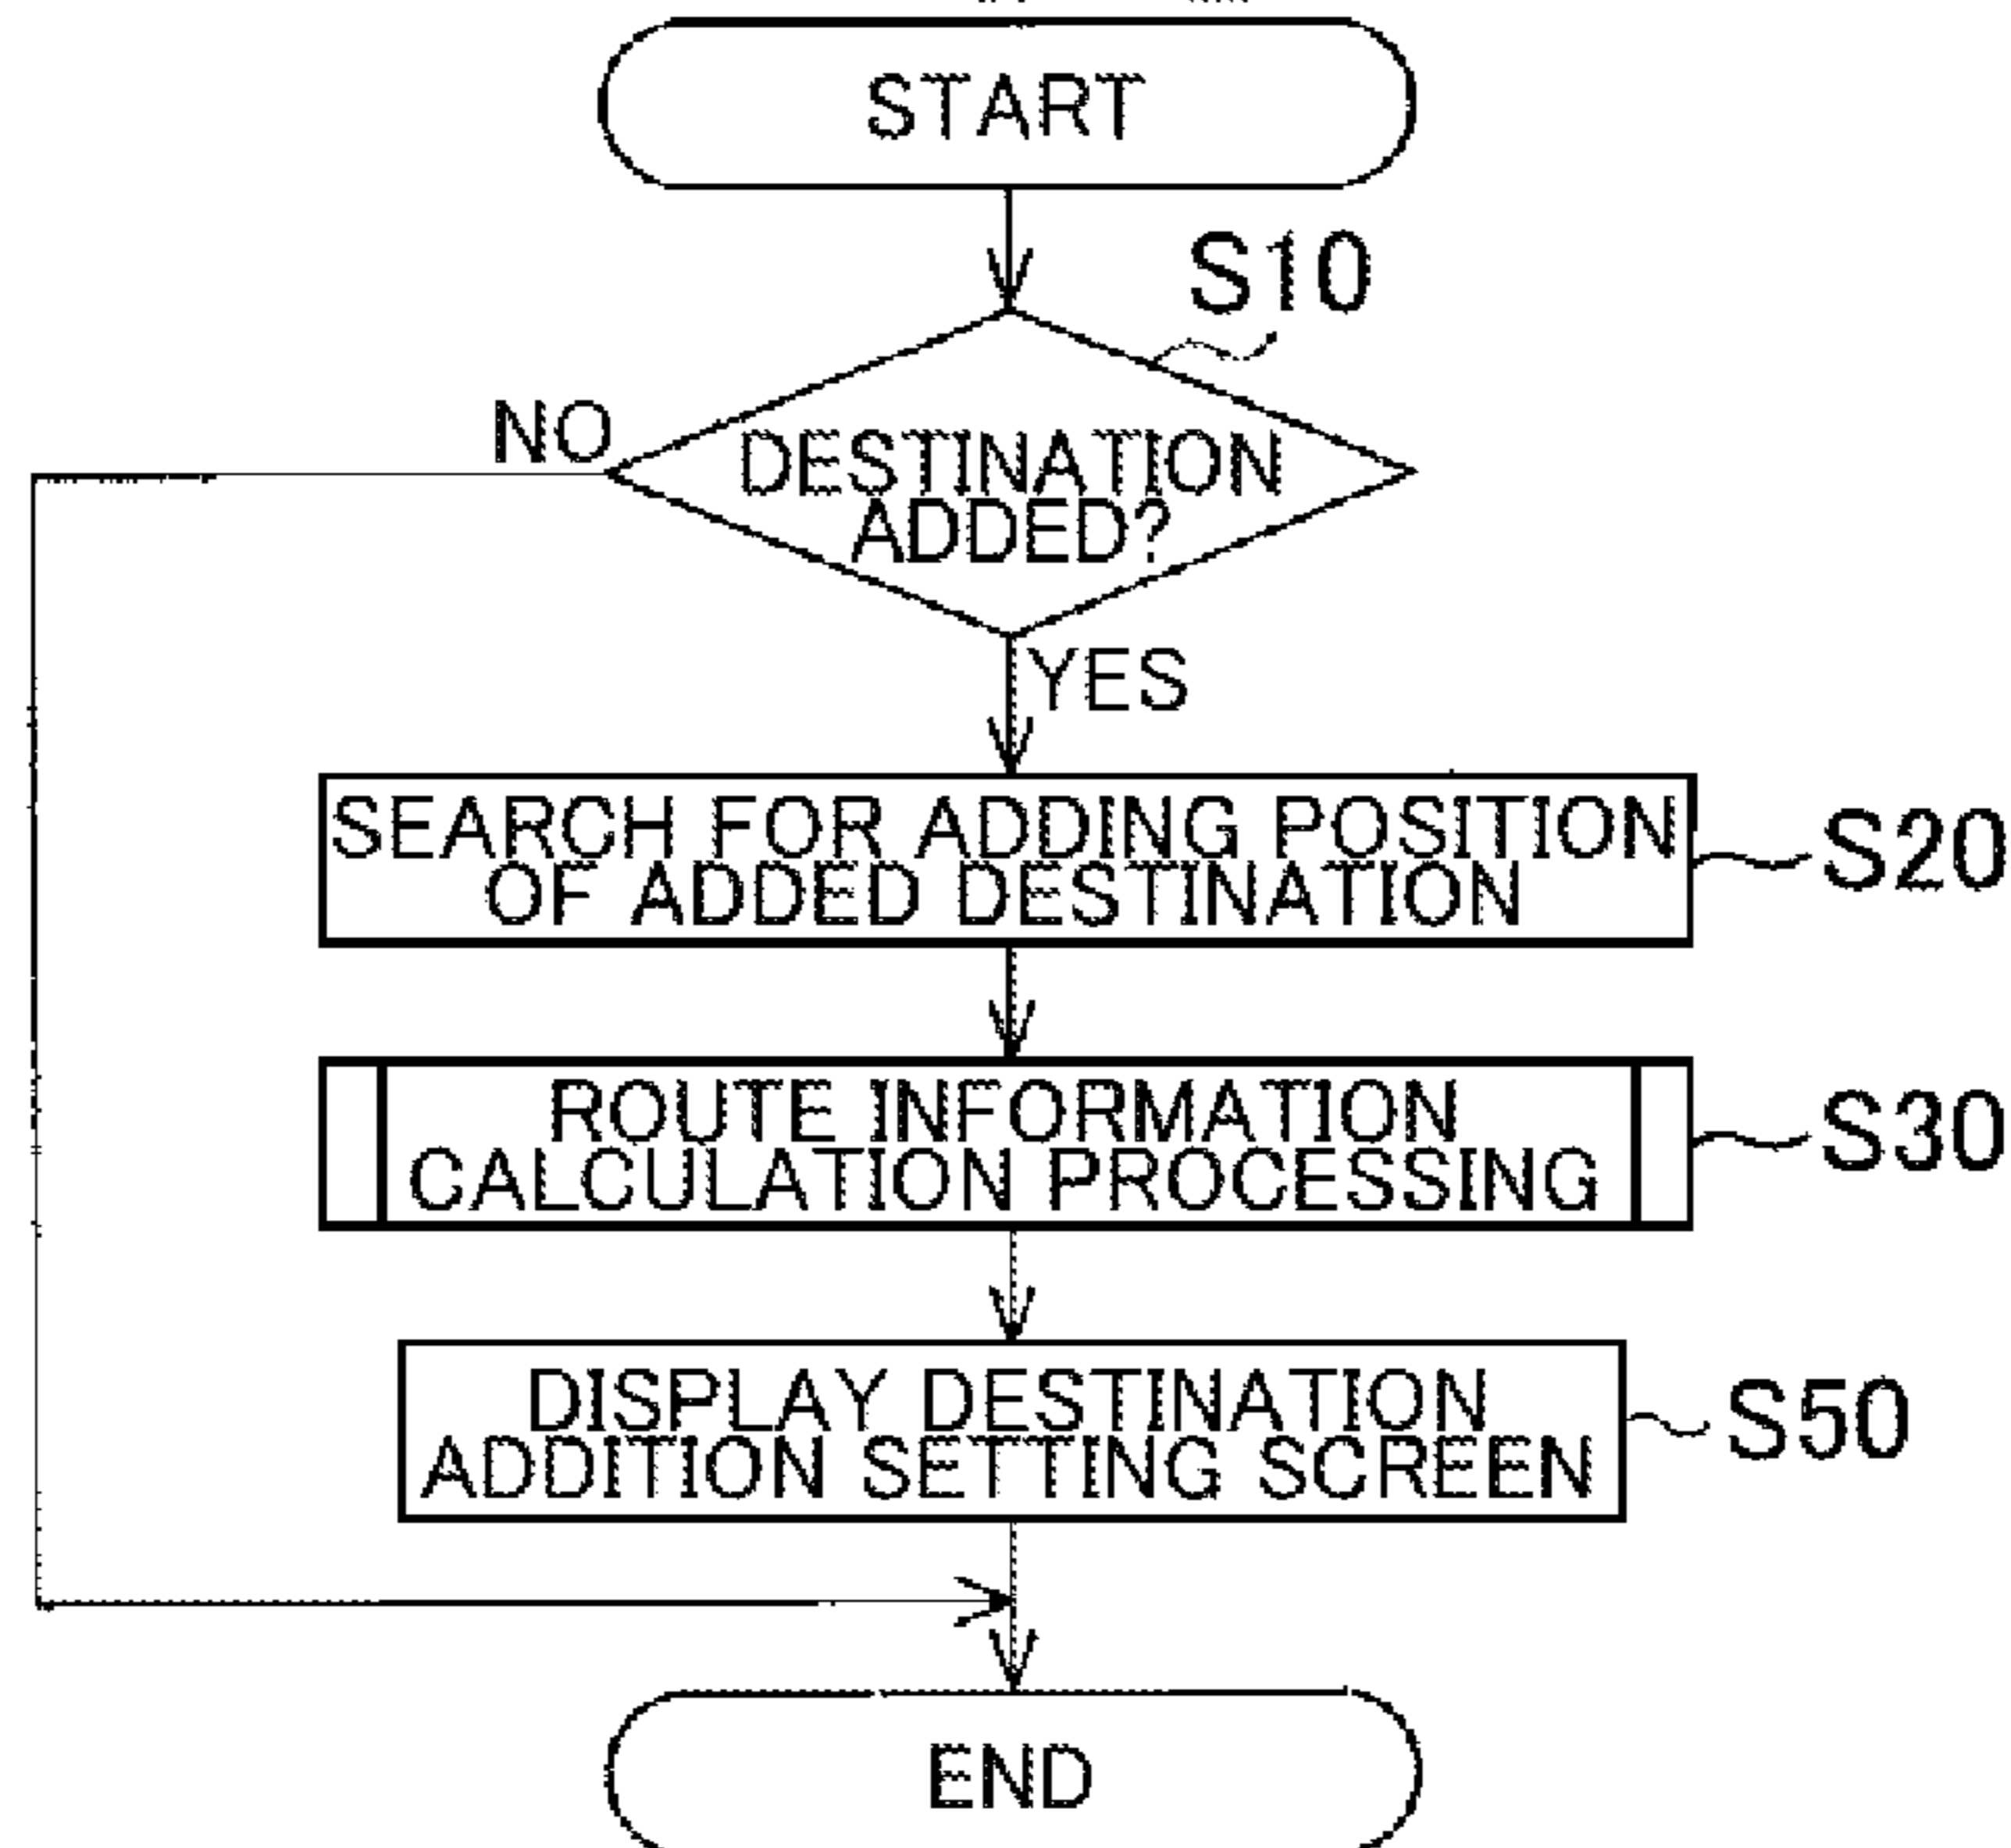 START
S10
NO
DESTINATION
ADDED?
YES
SEARCH FOR ADDING POSITION
OF ADDED DESTINATION
S20
ROUTE INFORMATION
CALCULATION PROCESSING
S30
DISPLAY DESTINATION
ADDITION SETTING SCREEN
S50
END